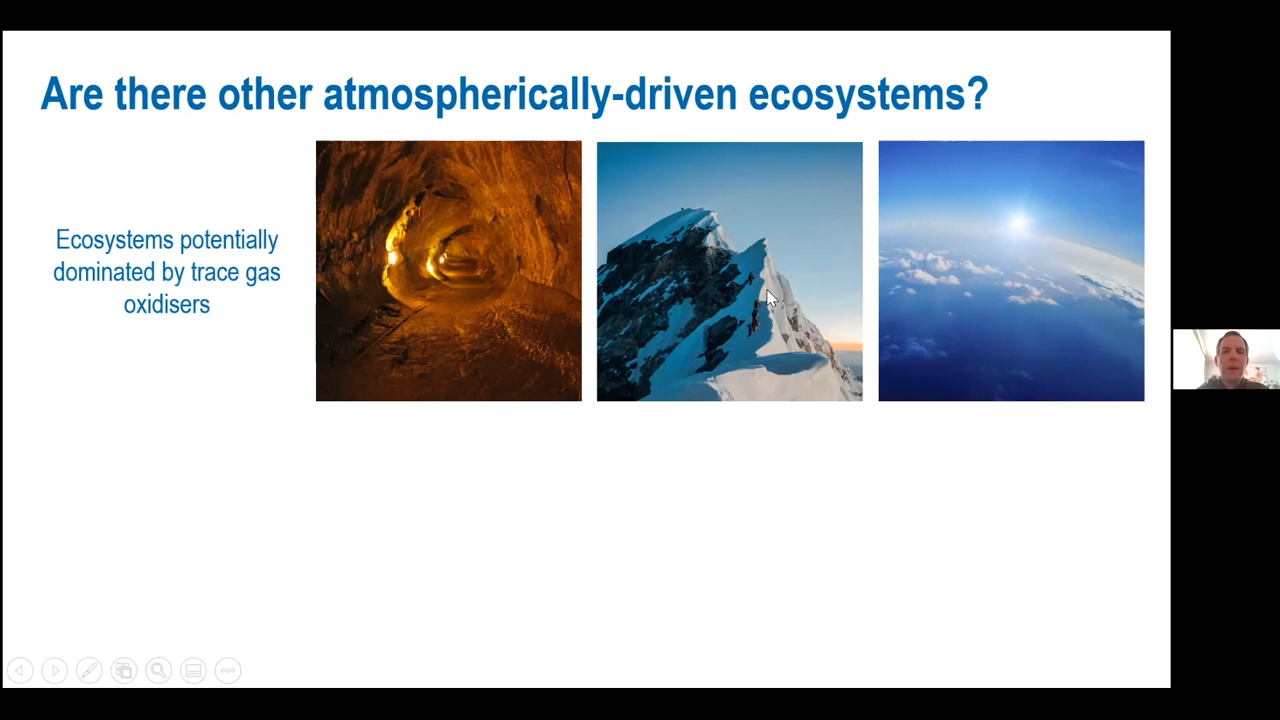 Are there other atmospherically-driven ecosystems?
Ecosystems potentially
dominated by trace gas
oxidisers